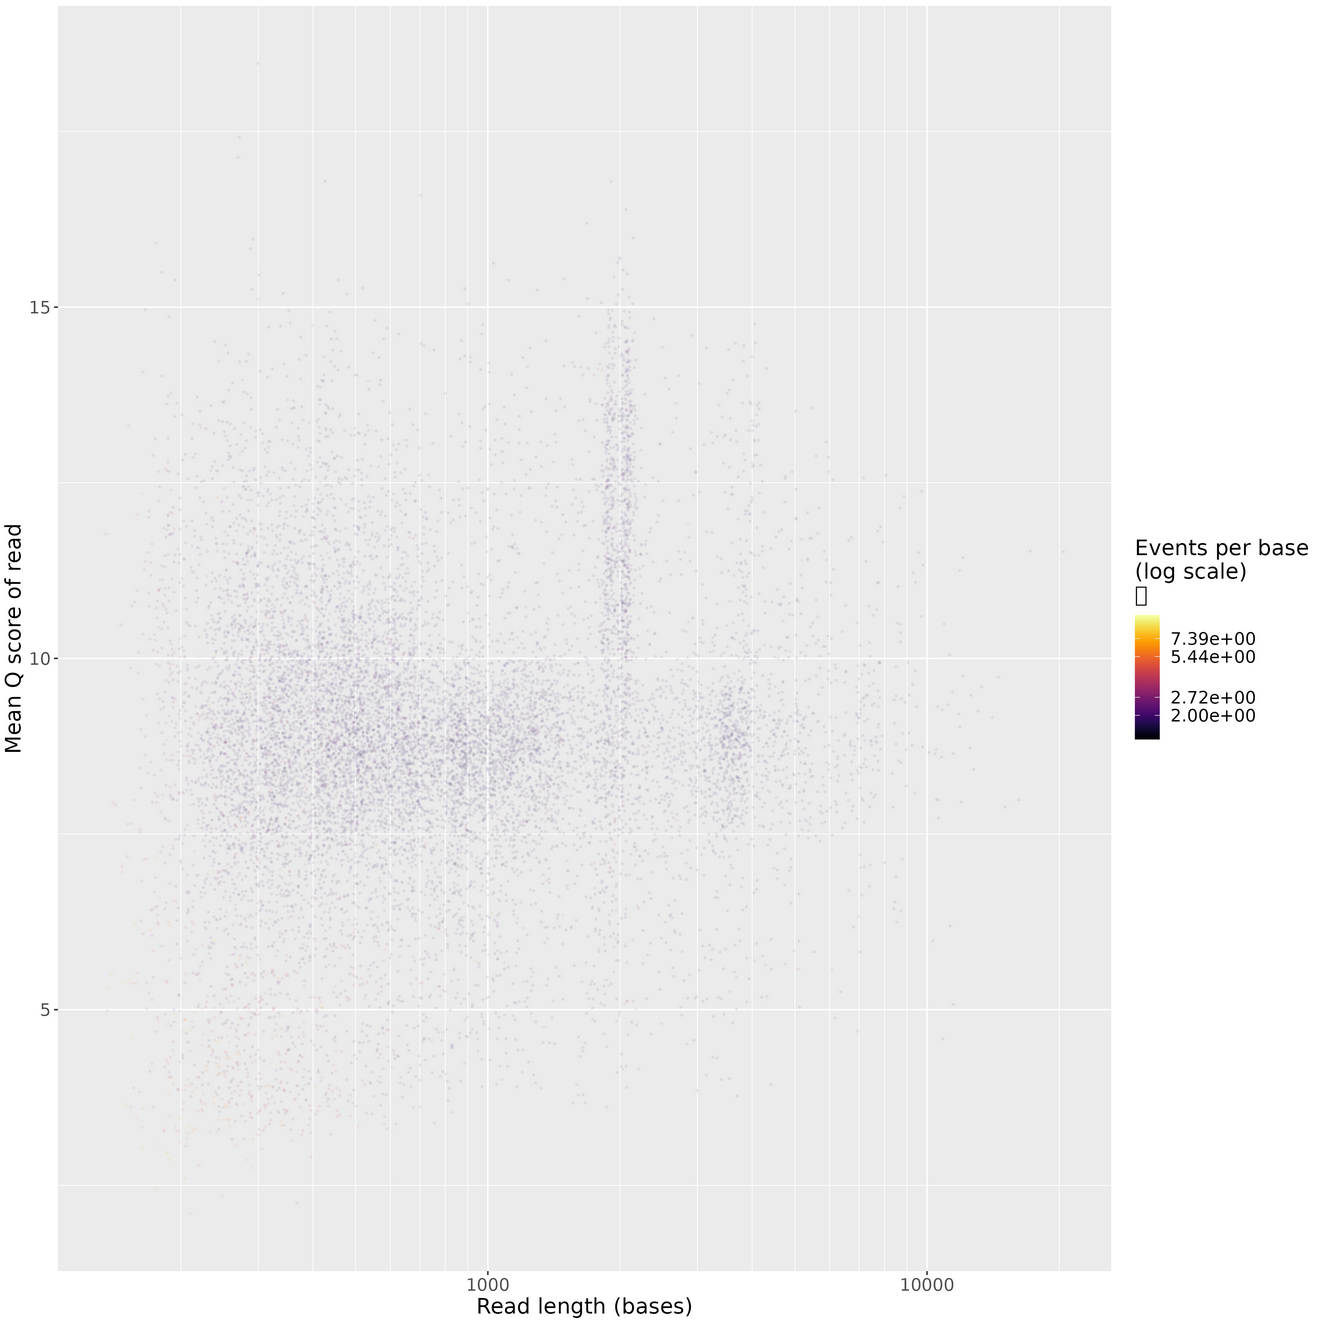 15
10
5
Mean Q score of read
1000
10000
Read length (bases)
Events per base
(log scale)
7.39e+00
5.44e+00
2.72e+00
2.00e+00